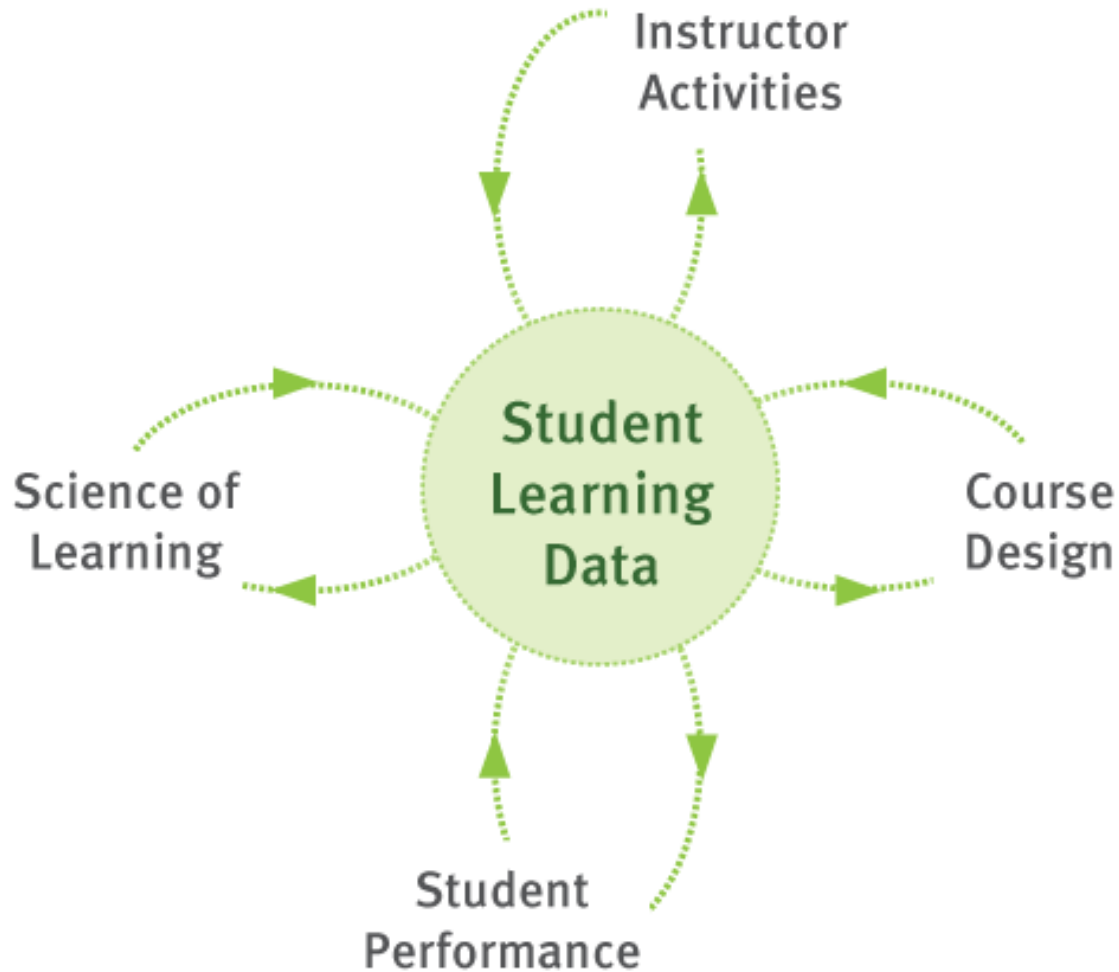 Instructor
Activities
Student
Learning
Data
Science of
Learning
Course
Design
Student
Performance